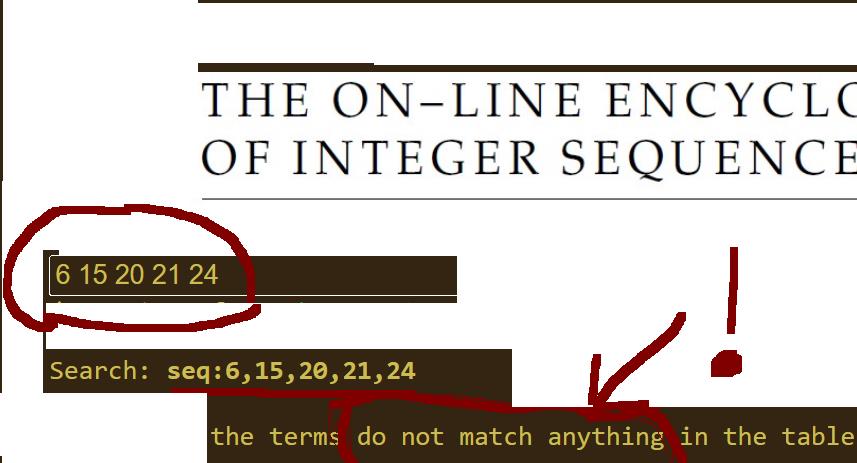 THE ON–LINE ENCYCLO
OF INTEGER SEQUENCE
6 15 20 21 24
Search: seq:6,15,20,21,24
!
the terms do not match anything in the table